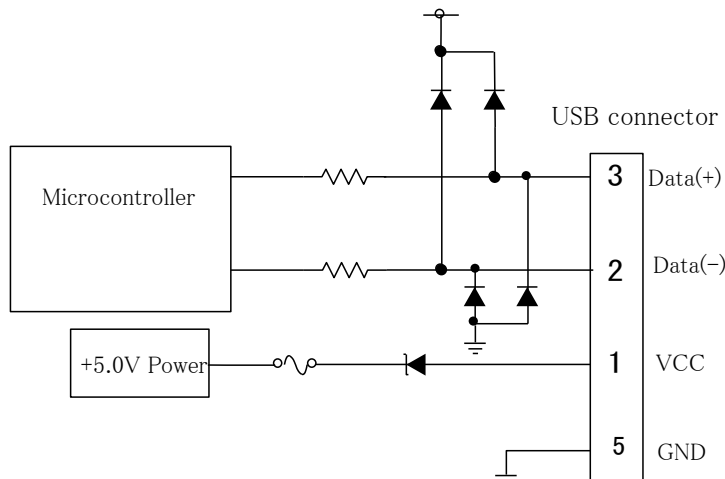 USB connector
Microcontroller
3 Data(+)
2 Data(-)
+5.0V Power
1 VCC
5 GND